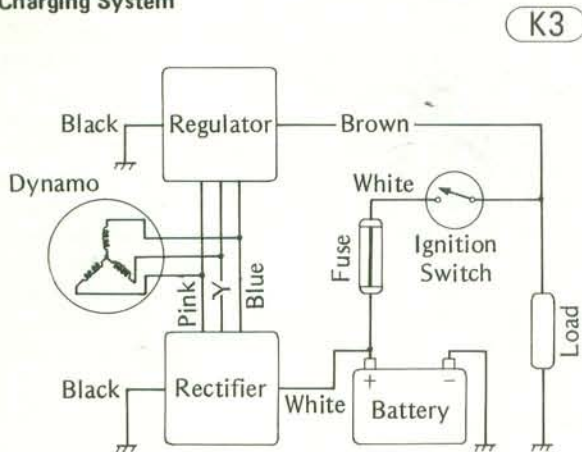 Charging System
K3
Black
Regulator
Brown
Dynamo
White
Fuse
Ignition
Switch
Pink
Y
Blue
Load
Black
Rectifier
White
+
−
Battery